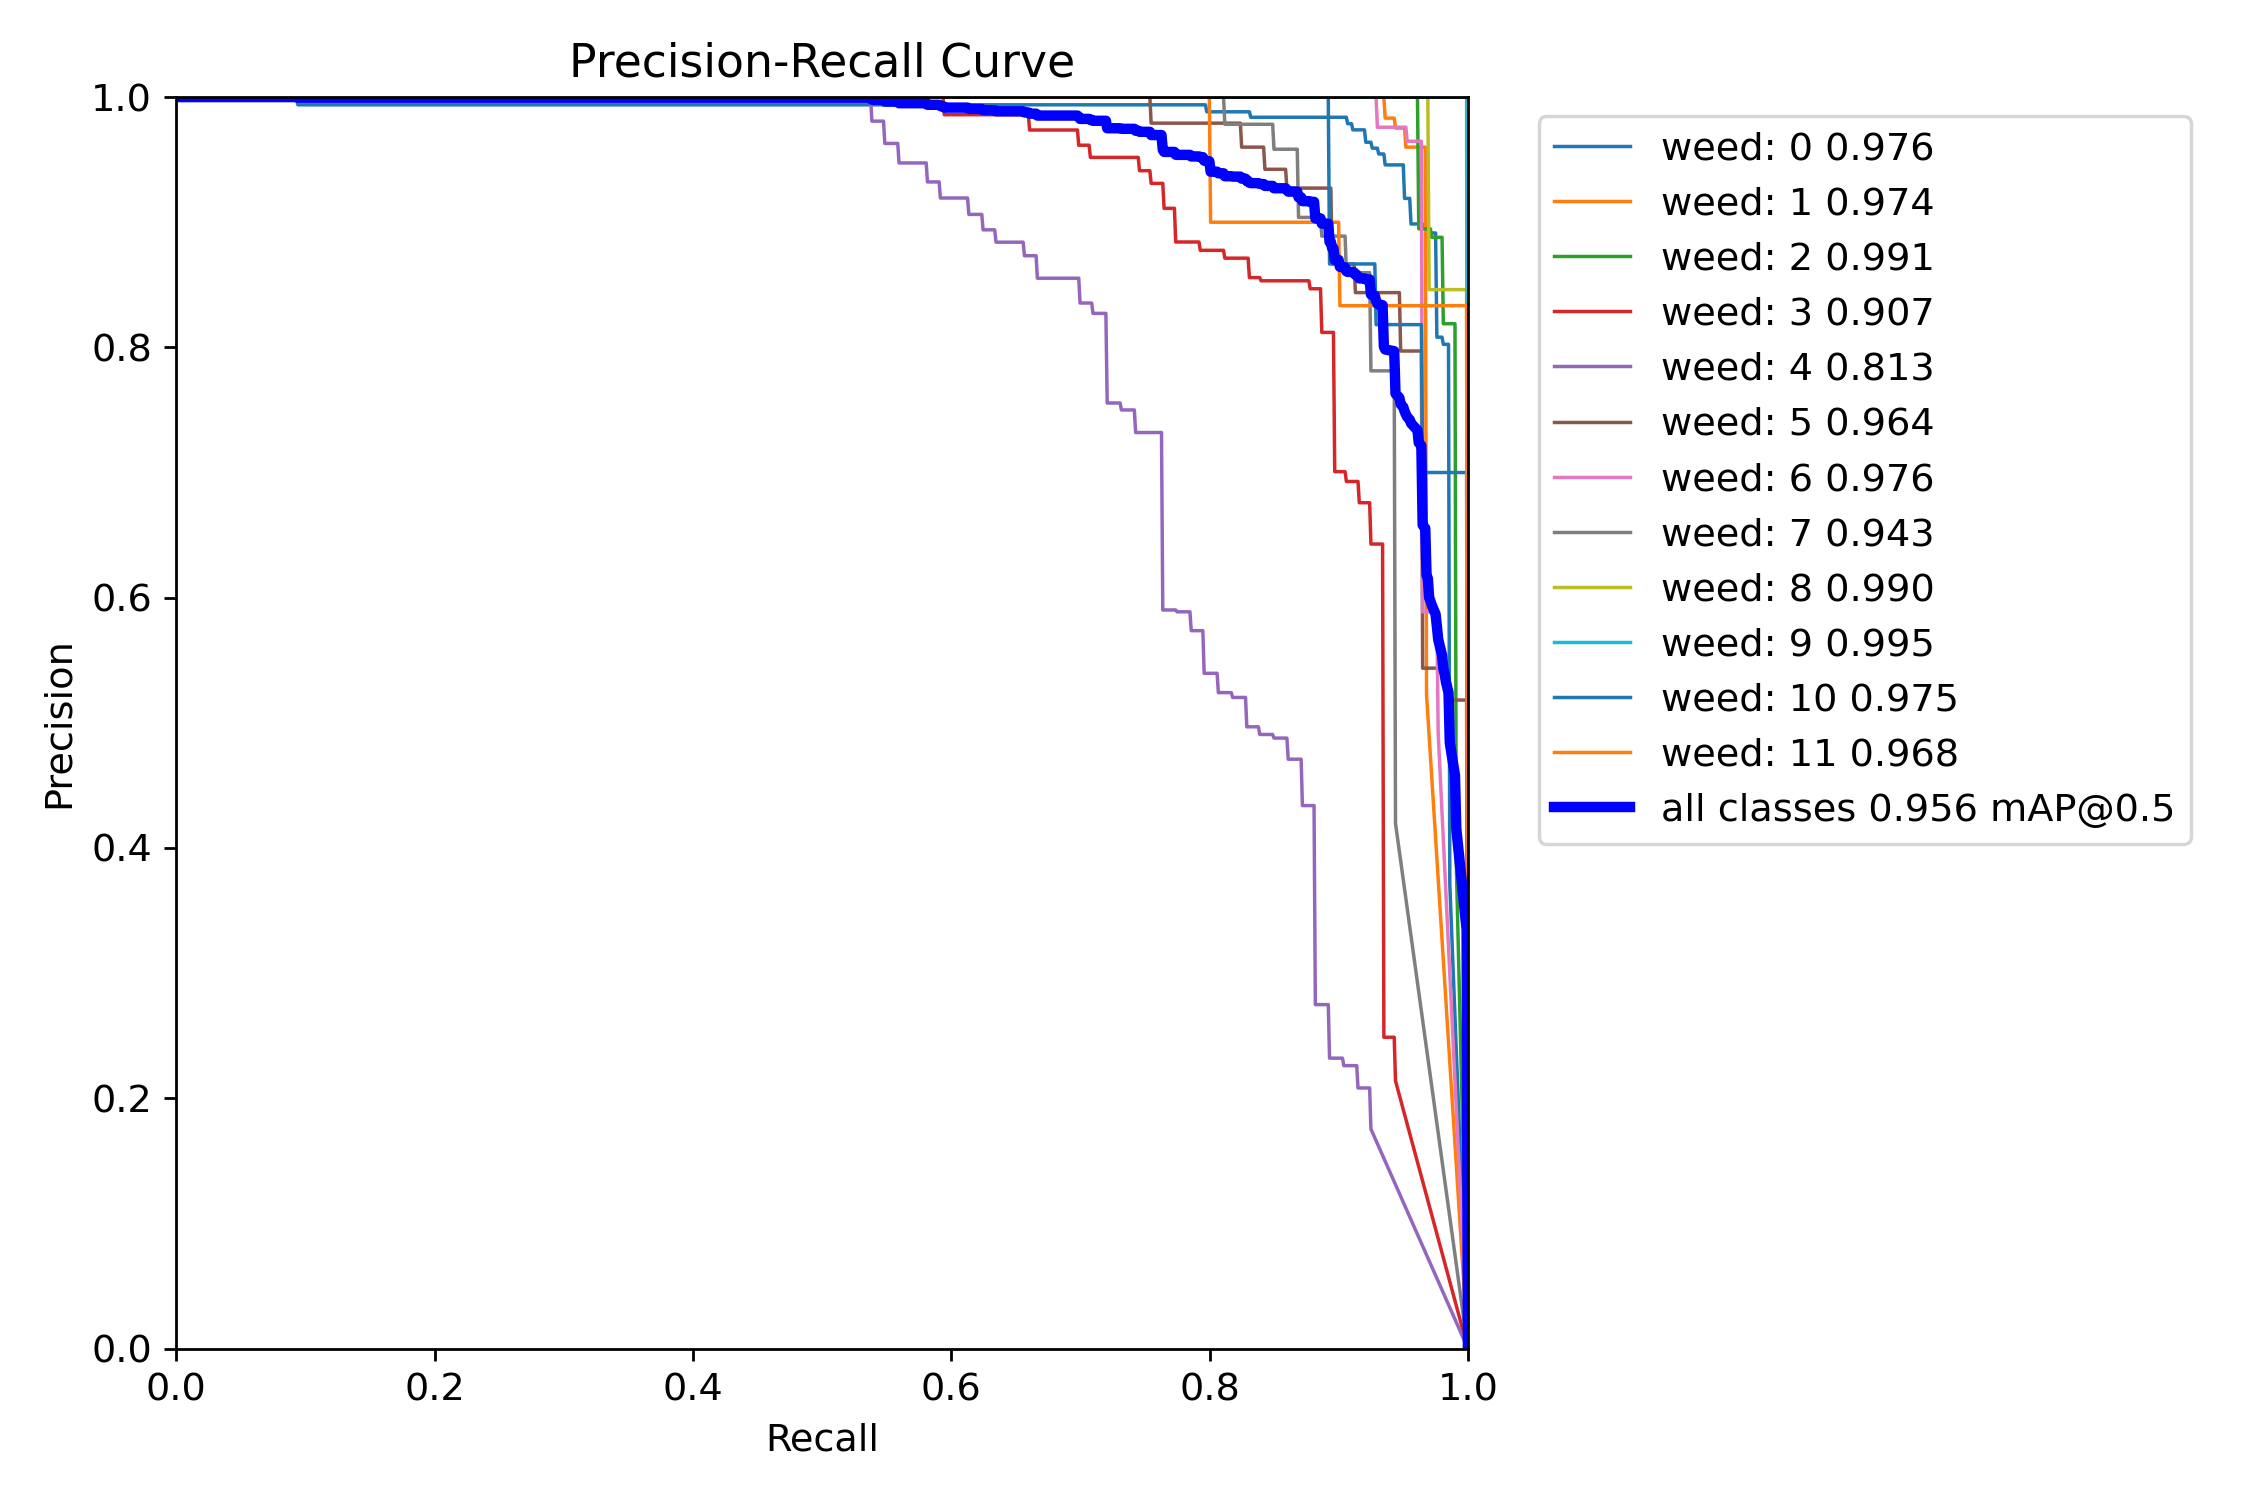 Precision-Recall Curve
1.0
0.8
0.6
0.4
0.2
0.0
Precision
0.0 0.2 0.4 0.6 0.8 1.0
Recall
weed: 0 0.976
weed: 1 0.974
weed: 2 0.991
weed: 3 0.907
weed: 4 0.813
weed: 5 0.964
weed: 6 0.976
weed: 7 0.943
weed: 8 0.990
weed: 9 0.995
weed: 10 0.975
weed: 11 0.968
all classes 0.956 mAP@0.5